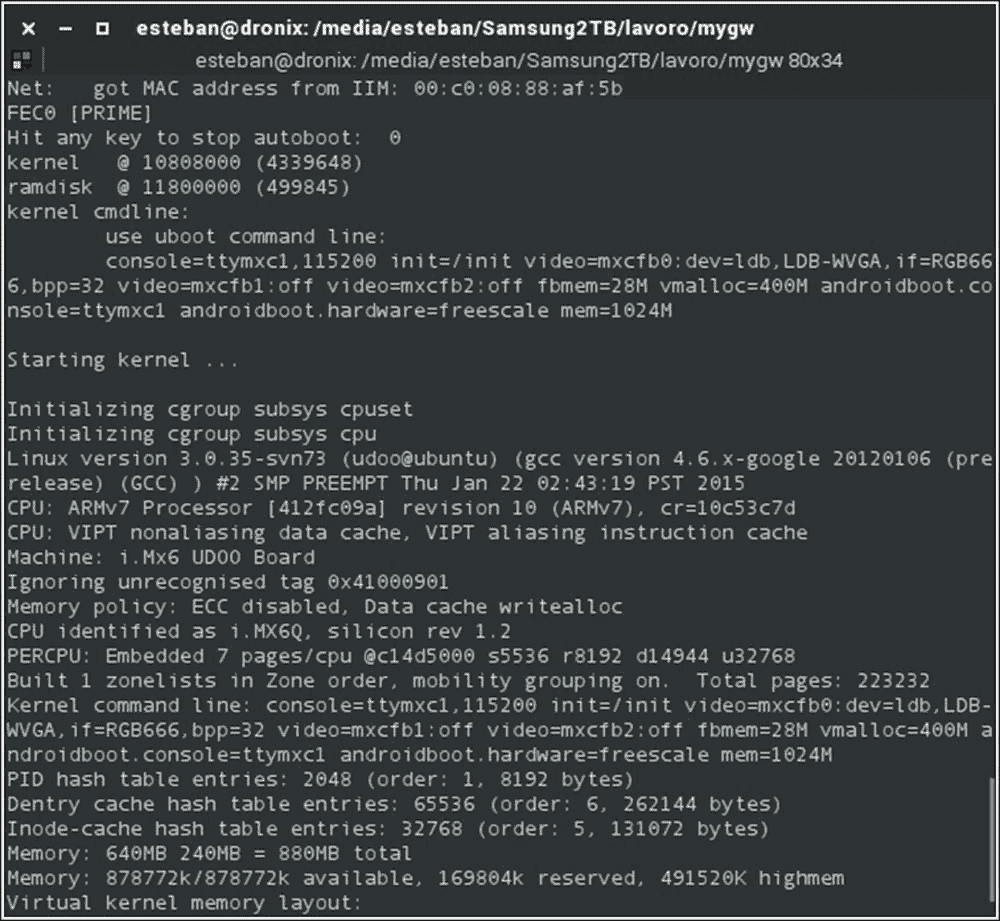 esteban@dronix: /media/esteban/Samsung2TB/lavoro/mygw
esteban@dronix: /media/esteban/Samsung2TB/lavoro/mygw 80x34
Net:   got MAC address from IIM: 00:c0:08:88:af:5b
FEC0 [PRIME]
Hit any key to stop autoboot:  0
kernel   @ 10808000 (4339648)
ramdisk  @ 11800000 (499845)
kernel cmdline:
        use uboot command line:
        console=ttymxc1,115200 init=/init video=mxcfb0:dev=ldb,LDB-WVGA,if=RGB66
6,bpp=32 video=mxcfb1:off video=mxcfb2:off fbmem=28M vmalloc=400M androidboot.co
nsole=ttymxc1 androidboot.hardware=freescale mem=1024M
Starting kernel ...
Initializing cgroup subsys cpuset
Initializing cgroup subsys cpu
Linux version 3.0.35-svn73 (udoo@ubuntu) (gcc version 4.6.x-google 20120106 (pre
release) (GCC) ) #2 SMP PREEMPT Thu Jan 22 02:43:19 PST 2015
CPU: ARMv7 Processor [412fc09a] revision 10 (ARMv7), cr=10c53c7d
CPU: VIPT nonaliasing data cache, VIPT aliasing instruction cache
Machine: i.Mx6 UDOO Board
Ignoring unrecognised tag 0x41000901
Memory policy: ECC disabled, Data cache writealloc
CPU identified as i.MX6Q, silicon rev 1.2
PERCPU: Embedded 7 pages/cpu @c14d5000 s5536 r8192 d14944 u32768
Built 1 zonelists in Zone order, mobility grouping on.  Total pages: 223232
Kernel command line: console=ttymxc1,115200 init=/init video=mxcfb0:dev=ldb,LDB-
WVGA,if=RGB666,bpp=32 video=mxcfb1:off video=mxcfb2:off fbmem=28M vmalloc=400M a
ndroidboot.console=ttymxc1 androidboot.hardware=freescale mem=1024M
PID hash table entries: 2048 (order: 1, 8192 bytes)
Dentry cache hash table entries: 65536 (order: 6, 262144 bytes)
Inode-cache hash table entries: 32768 (order: 5, 131072 bytes)
Memory: 640MB 240MB = 880MB total
Memory: 878772k/878772k available, 169804k reserved, 491520K highmem
Virtual kernel memory layout: